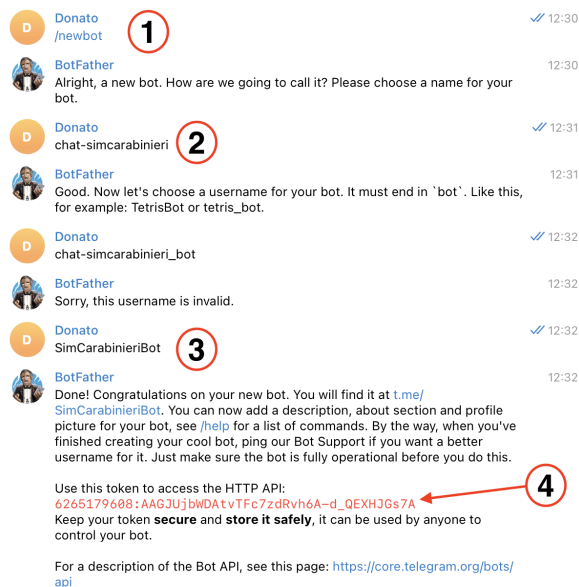 D
Donato
12:30
/newbot
1
BotFather
12:30
Alright, a new bot. How are we going to call it? Please choose a name for your
bot.
D
Donato
12:31
chat-simcarabinieri
2
BotFather
12:31
Good. Now let's choose a username for your bot. It must end in `bot`. Like this,
for example: TetrisBot or tetris_bot.
D
Donato
12:32
chat-simcarabinieri_bot
BotFather
12:32
Sorry, this username is invalid.
D
Donato
12:32
SimCarabinieriBot
3
BotFather
12:32
Done! Congratulations on your new bot. You will find it at t.me/
SimCarabinieriBot. You can now add a description, about section and profile
picture for your bot, see /help for a list of commands. By the way, when you've
finished creating your cool bot, ping our Bot Support if you want a better
username for it. Just make sure the bot is fully operational before you do this.
Use this token to access the HTTP API:
6265179608:AAGJUjbWDAtvTFc7zdRvh6A-d_QEXHJGs7A
4
Keep your token secure and store it safely, it can be used by anyone to
control your bot.
For a description of the Bot API, see this page: https://core.telegram.org/bots/
api